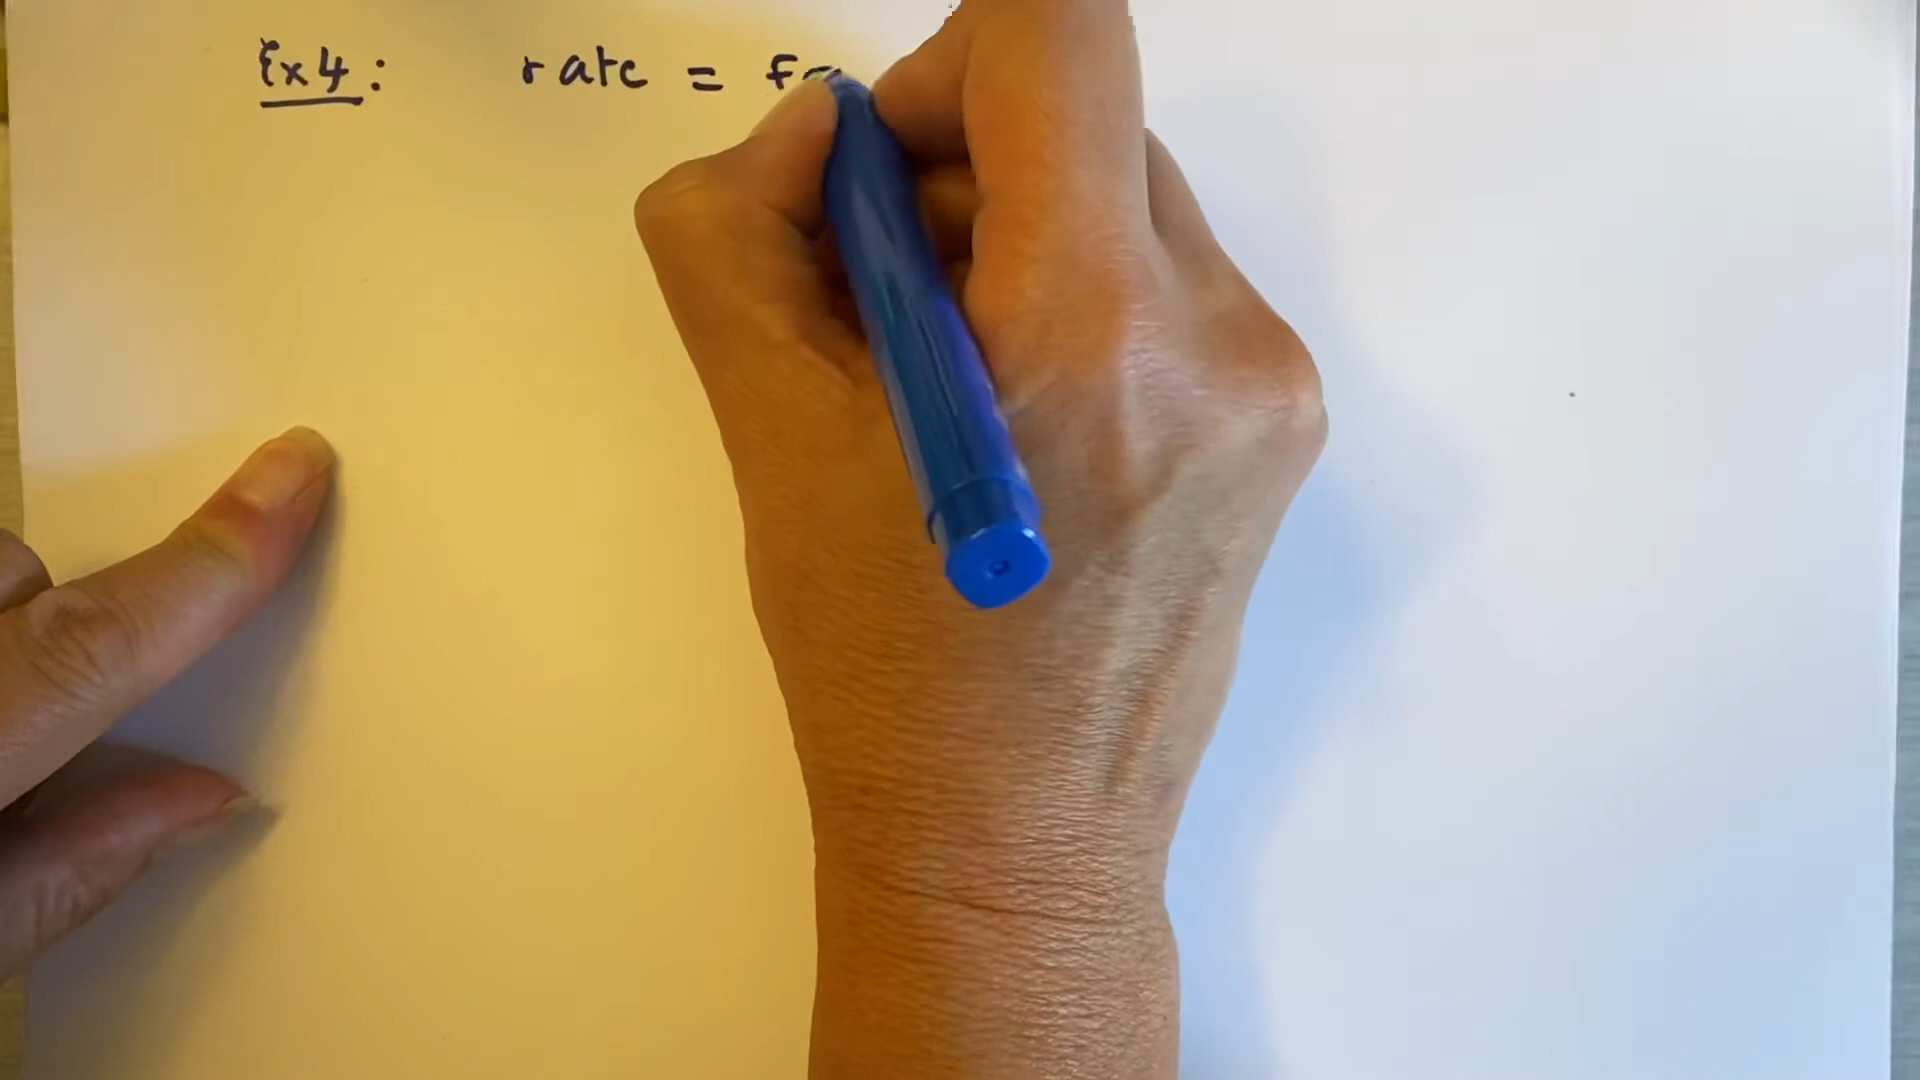 Ex4: rate =